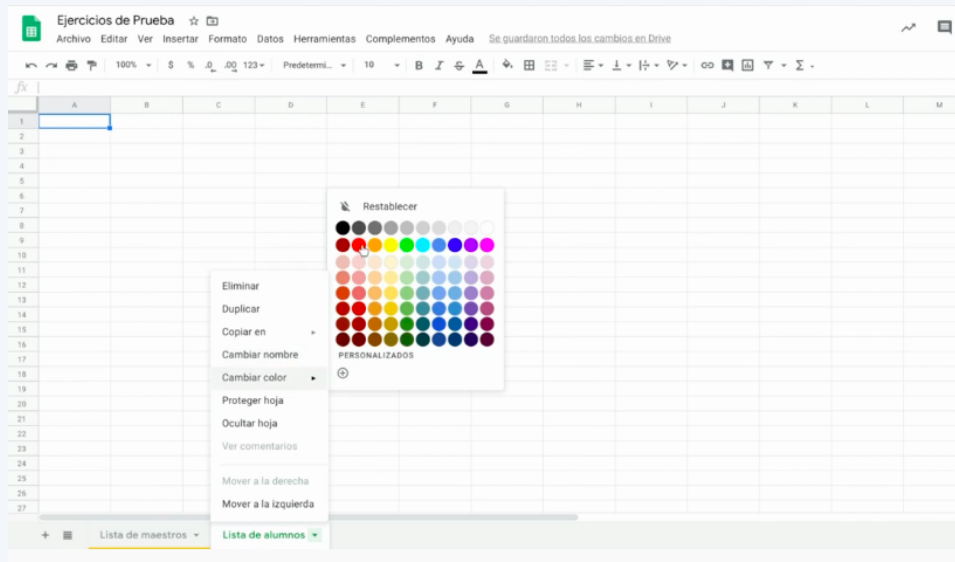 Ejercicios de Prueba
Archivo Editar Ver Insertar Formato Datos Herramientas Complementos Ayuda Se guardaron todos los cambios en Drive
100% $ % .0 .00 123 Predetermi... 10 B I S A Σ
fx
A B C D E F G H I J K L M
1
2
3
4
5
6
7
8
9
10
11
12
13
14
15
16
17
18
19
20
21
22
23
24
25
26
27
Restablecer
PERSONALIZADOS
Eliminar
Duplicar
Copiar en
Cambiar nombre
Cambiar color
Proteger hoja
Ocultar hoja
Ver comentarios
Mover a la derecha
Mover a la izquierda
Lista de maestros Lista de alumnos